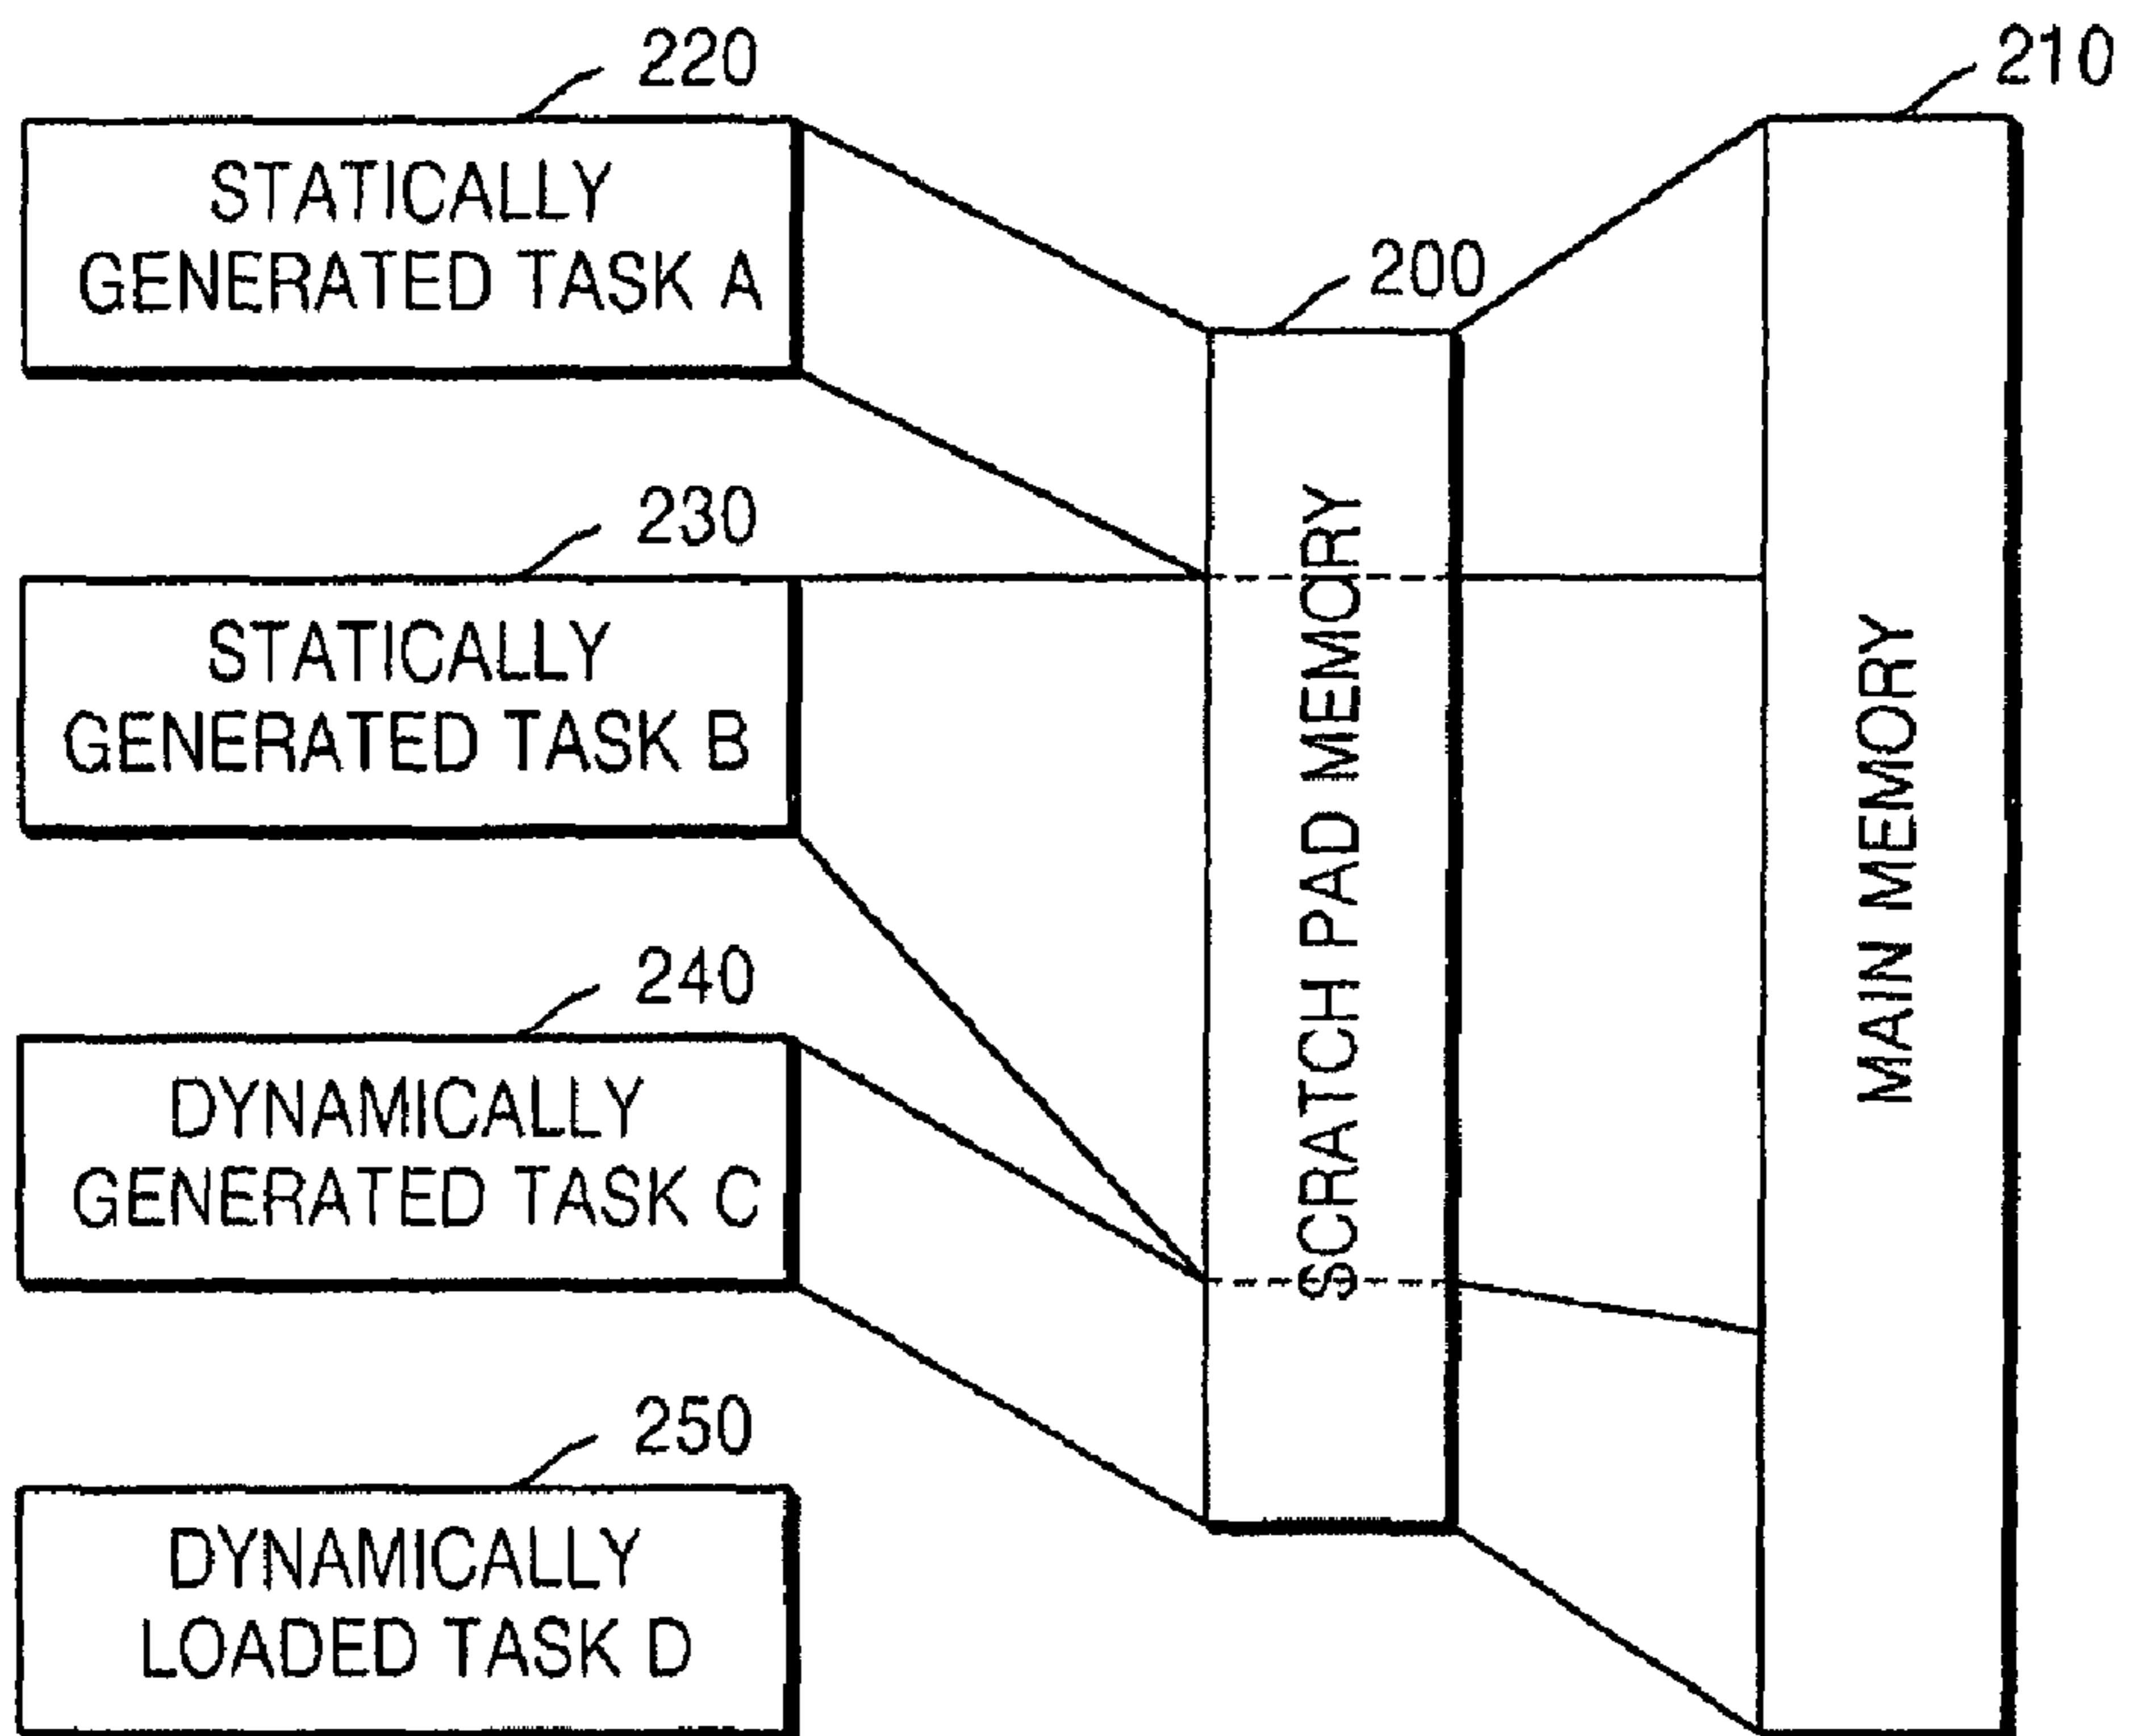 220
210
STATICALLY
GENERATED TASK A
200
230
STATICALLY
GENERATED TASK B
SCRATCH PAD MEMORY
MAIN MEMORY
240
DYNAMICALLY
GENERATED TASK C
250
DYNAMICALLY
LOADED TASK D